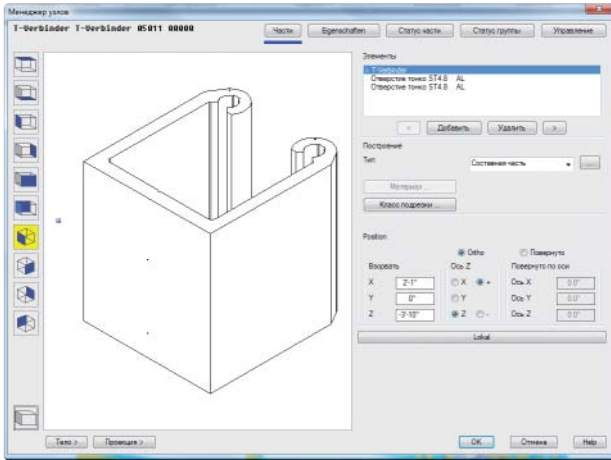 Менеджер узлов
T-Verbinder T-Verbinder 05011 00000
Части Eigenschaften Статус части Статус группы Управление
Элементы
T-Verbinder
Отверстие тонко ST4.8 AL
Отверстие тонко ST4.8 AL
< Добавить Удалить >
Построение
Тип: Составная часть ...
Материал ...
Класс подрезки ...
Position
Ortho Повернуто
Взорвать Ось Z Повернуто по оси
X 2'-1" X + Ось X 0.0°
Y 0" Y Ось Y 0.0°
Z -3'-10" Z - Ось Z 0.0°
Lokal
Тело > Проекция > OK Отмена Help